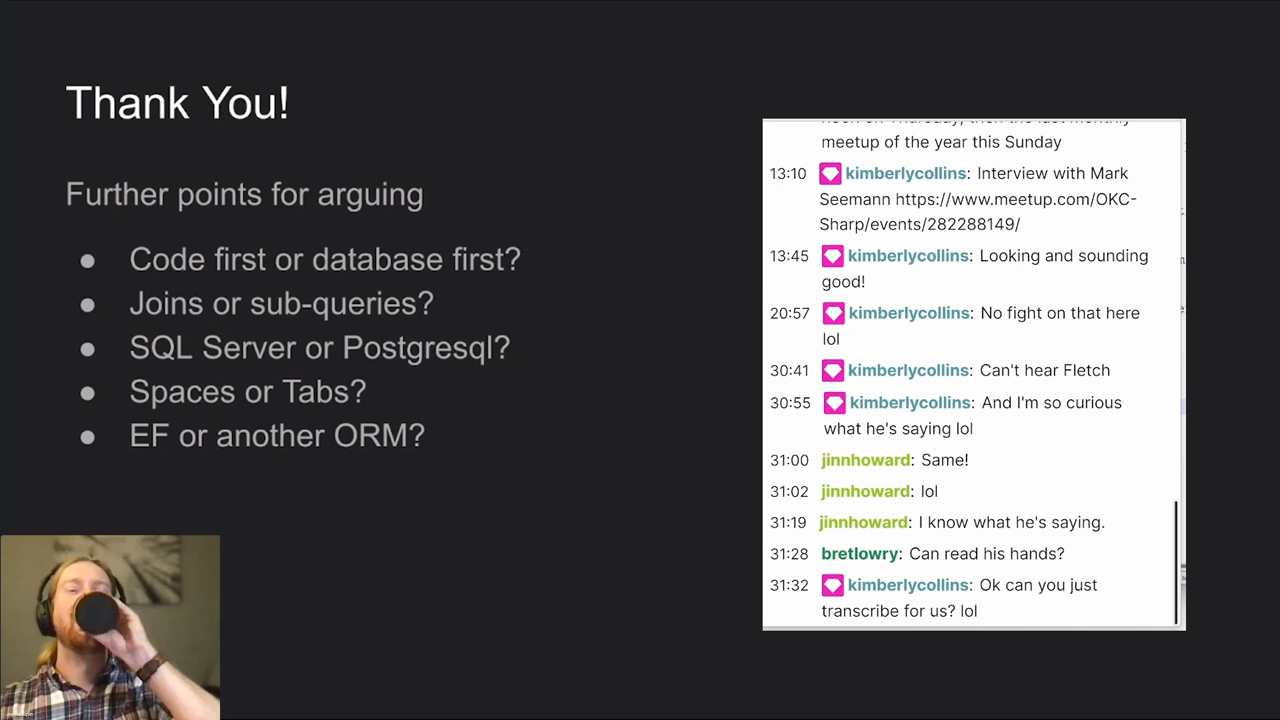 Thank You!
Further points for arguing
● Code first or database first?
● Joins or sub-queries?
● SQL Server or Postgresql?
● Spaces or Tabs?
● EF or another ORM?
meetup of the year this Sunday
13:10 kimberlycollins: Interview with Mark
Seemann https://www.meetup.com/OKC-
Sharp/events/282288149/
13:45 kimberlycollins: Looking and sounding
good!
20:57 kimberlycollins: No fight on that here
lol
30:41 kimberlycollins: Can't hear Fletch
30:55 kimberlycollins: And I'm so curious
what he's saying lol
31:00 jinnhoward: Same!
31:02 jinnhoward: lol
31:19 jinnhoward: I know what he's saying.
31:28 bretlowry: Can read his hands?
31:32 kimberlycollins: Ok can you just
transcribe for us? lol